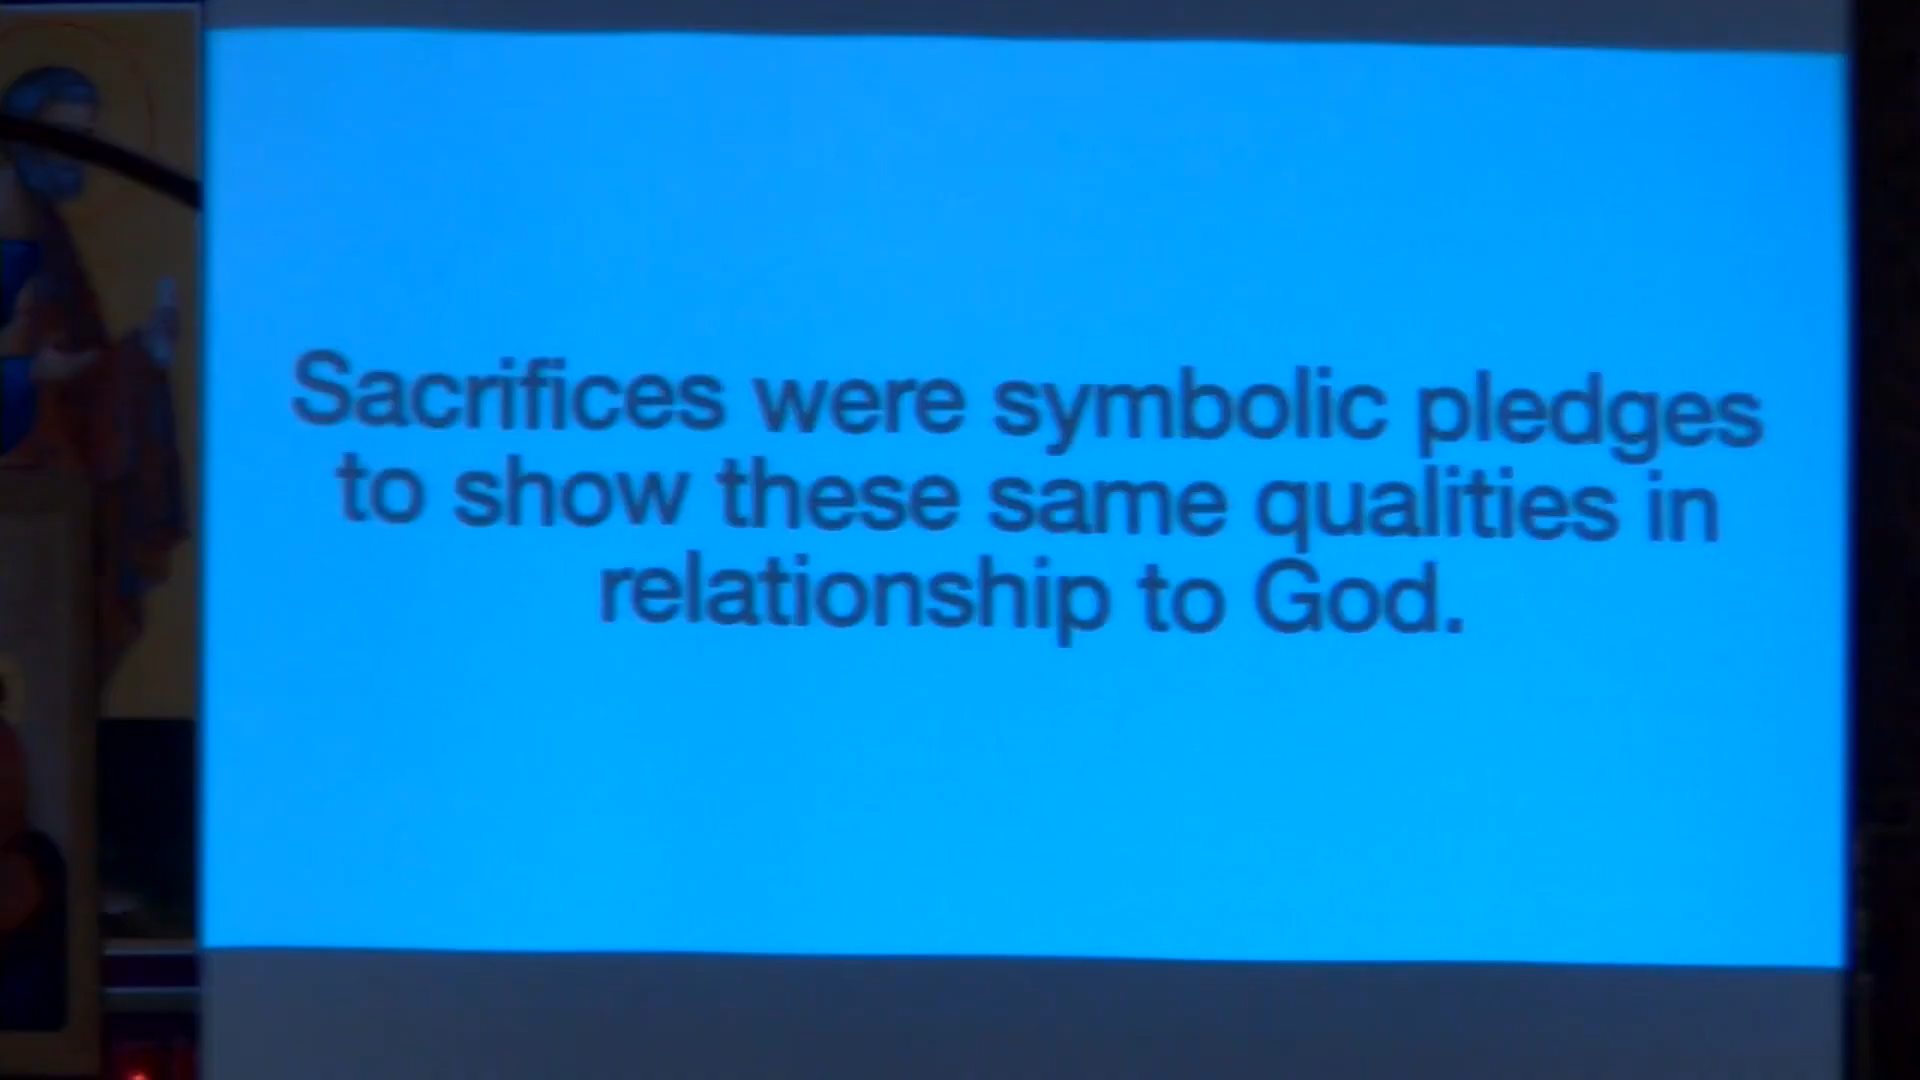 Sacrifices were symbolic pledges
to show these same qualities in
relationship to God.